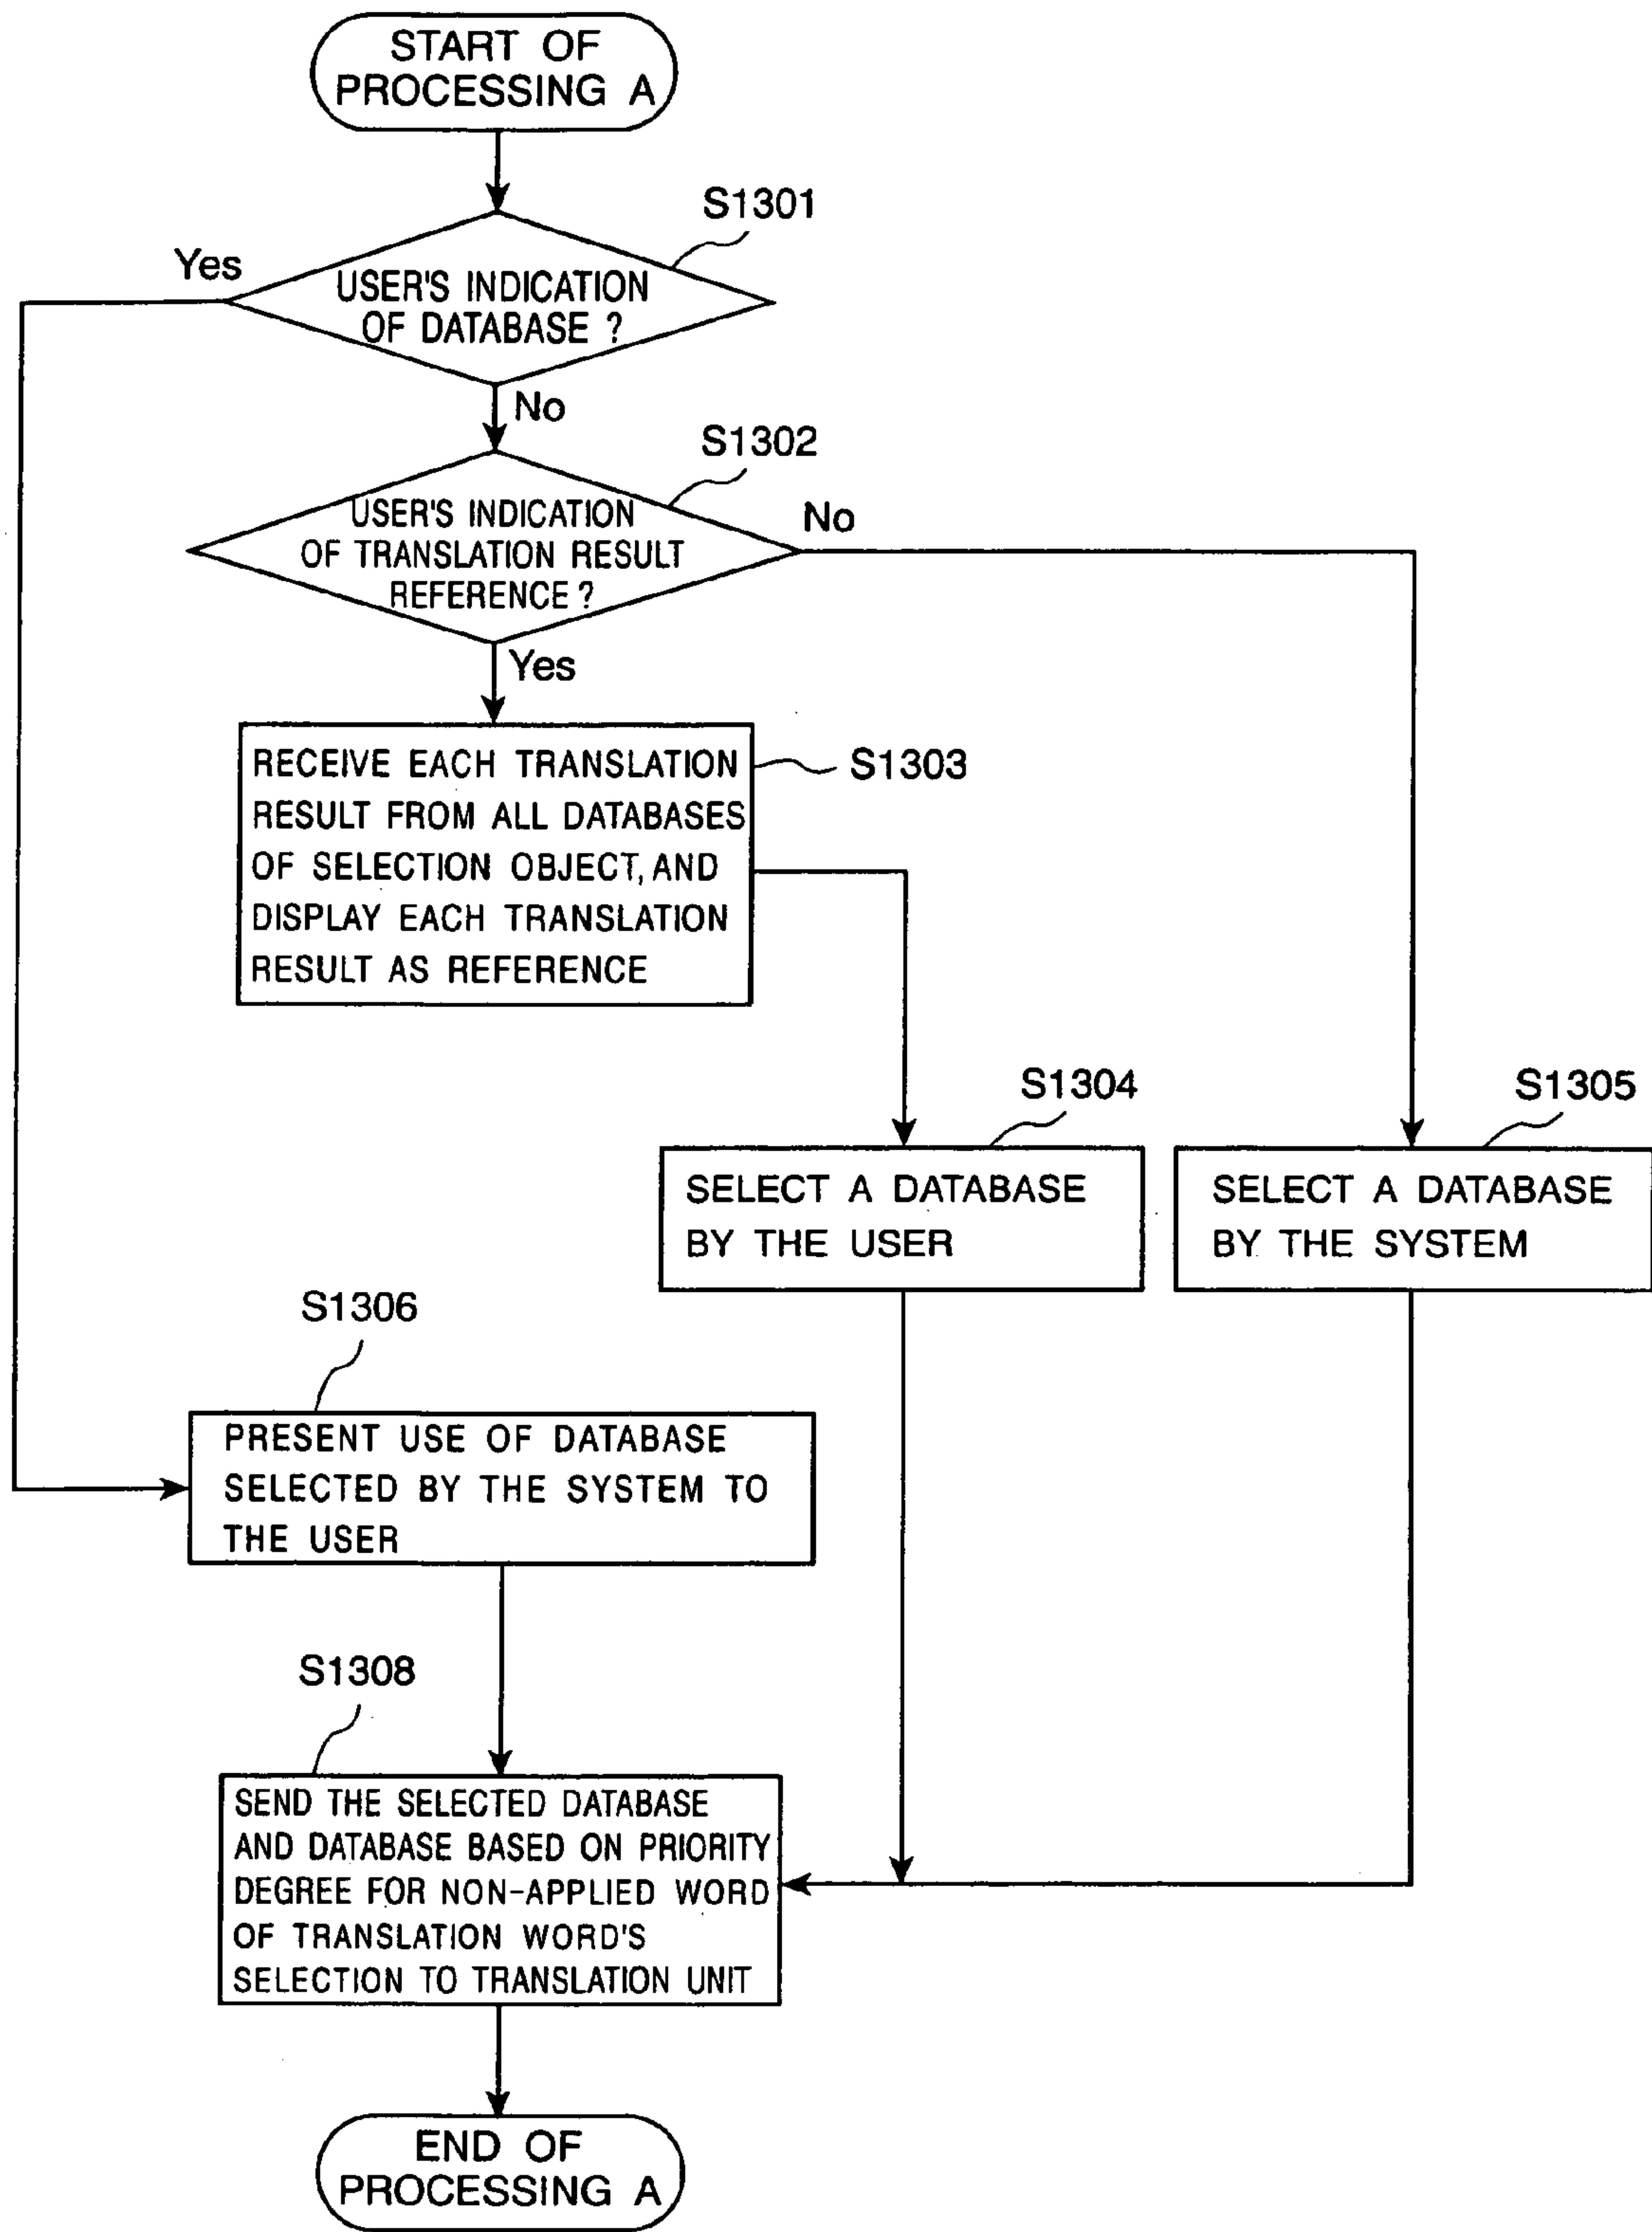 START OF
PROCESSING A
S1301
Yes
USER'S INDICATION
OF DATABASE ?
No
S1302
USER'S INDICATION
OF TRANSLATION RESULT
REFERENCE ?
No
Yes
RECEIVE EACH TRANSLATION
RESULT FROM ALL DATABASES
OF SELECTION OBJECT, AND
DISPLAY EACH TRANSLATION
RESULT AS REFERENCE
S1303
S1304
SELECT A DATABASE
BY THE USER
S1305
SELECT A DATABASE
BY THE SYSTEM
S1306
PRESENT USE OF DATABASE
SELECTED BY THE SYSTEM TO
THE USER
S1308
SEND THE SELECTED DATABASE
AND DATABASE BASED ON PRIORITY
DEGREE FOR NON-APPLIED WORD
OF TRANSLATION WORD'S
SELECTION TO TRANSLATION UNIT
END OF
PROCESSING A